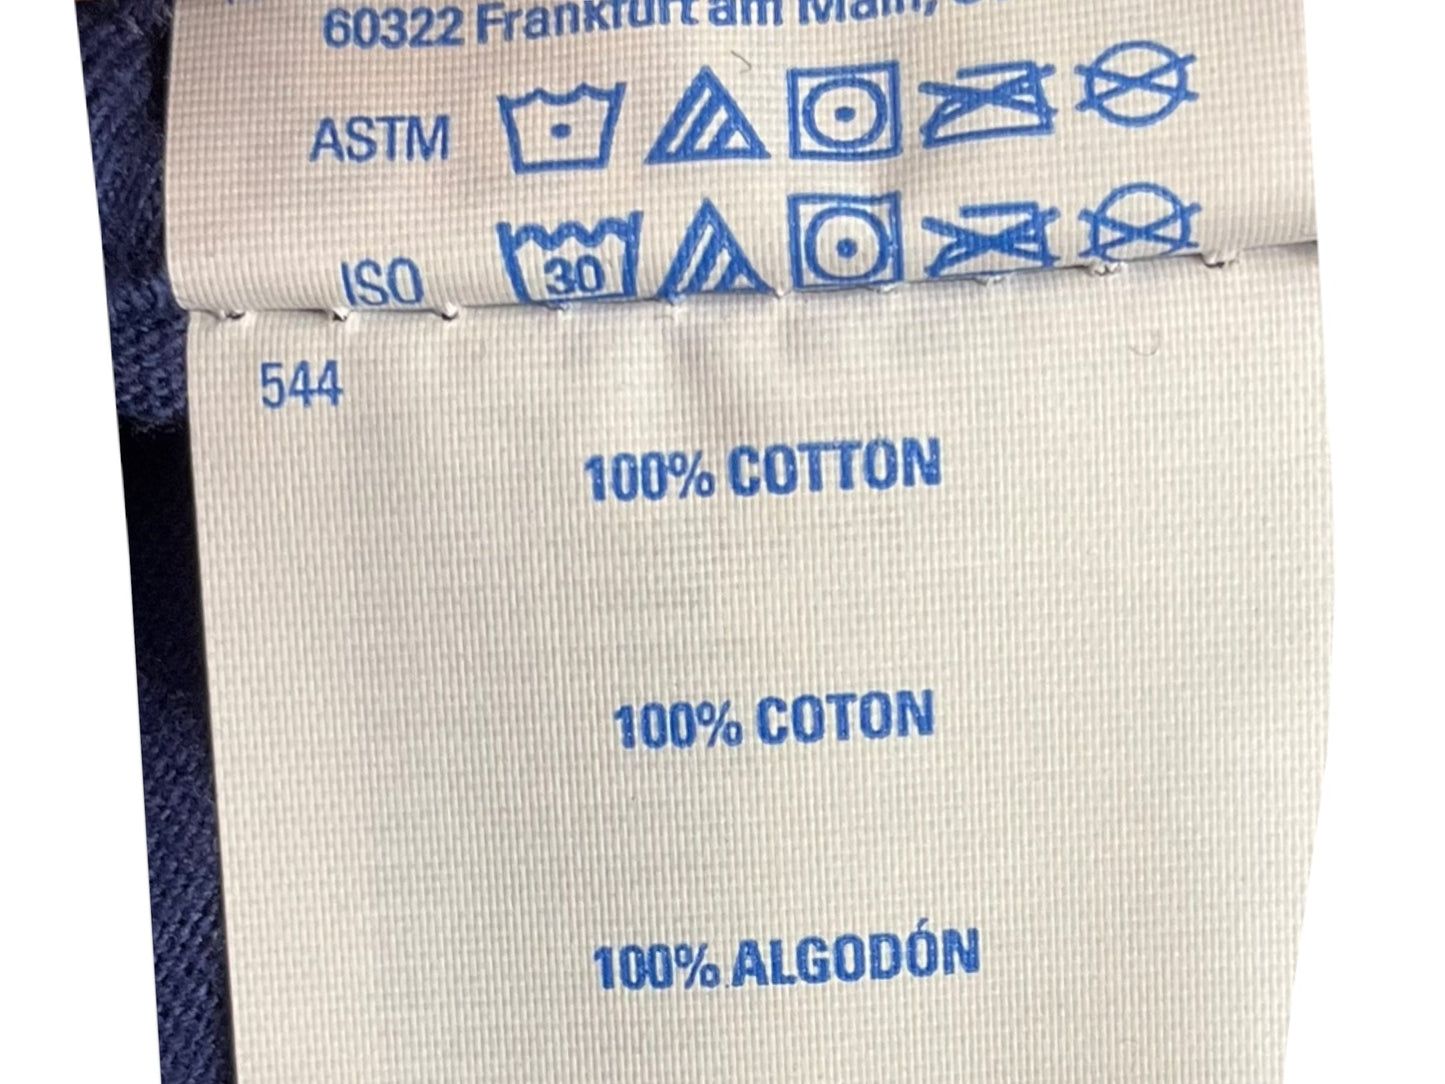 60322 Frankfurt am Main,
ASTM
ISO 30
544
100% COTTON
100% COTON
100% ALGODÓN